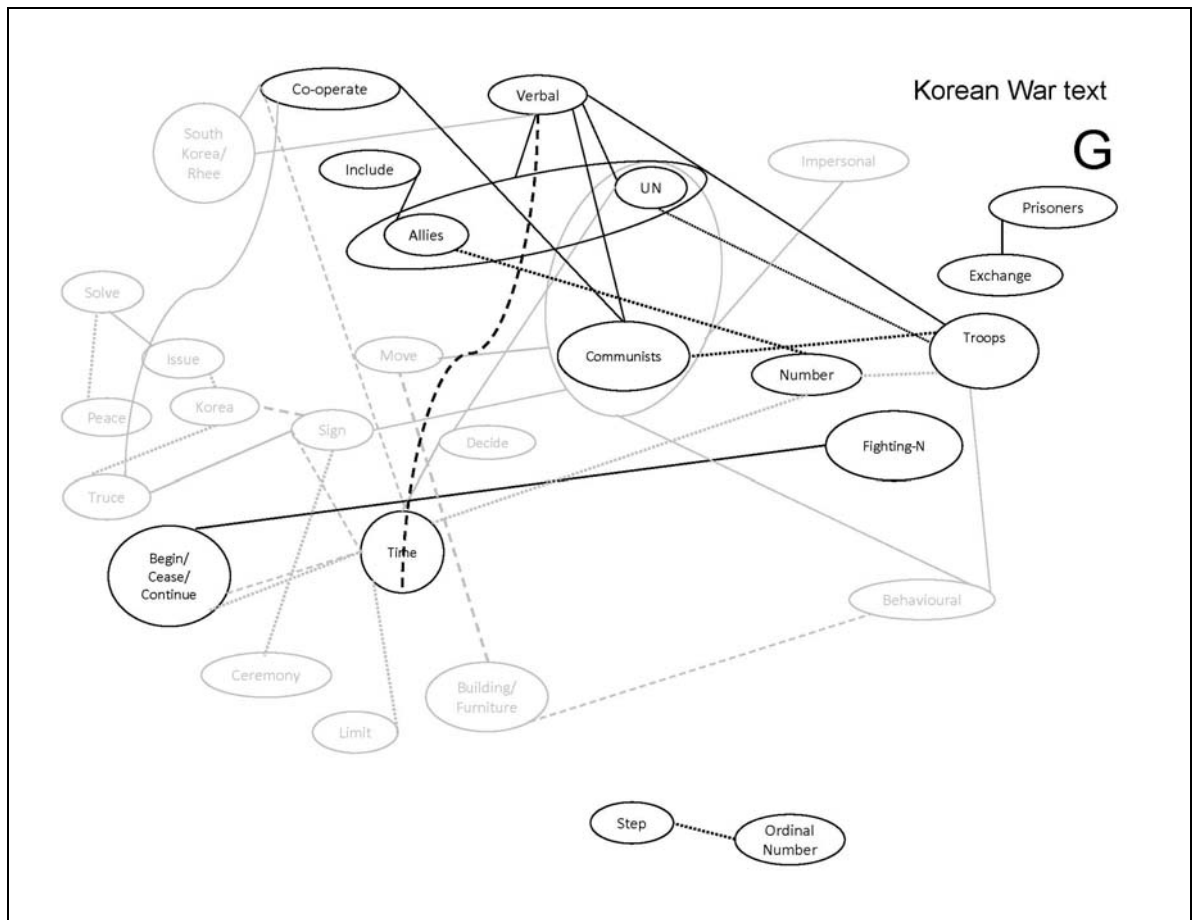 Co-operate
Verbal
Korean War text
G
South
Korea/
Rhee
Include
UN
Impersonal
Prisoners
Allies
Exchange
Solve
Issue
Move
Communists
Number
Troops
Peace
Korea
Sign
Decide
Fighting-N
Truce
Begin/
Cease/
Continue
Time
Behavioural
Ceremony
Building/
Furniture
Limit
Step
Ordinal
Number